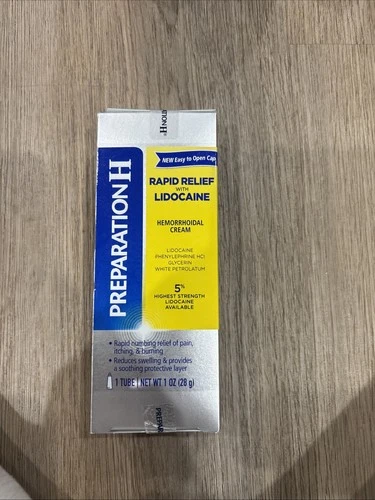 NEW Easy to Open Cap
PREPARATION H
RAPID RELIEF
WITH
LIDOCAINE
HEMORRHOIDAL
CREAM
LIDOCAINE
PHENYLEPHRINE HCl
GLYCERIN
WHITE PETROLATUM
5%
HIGHEST STRENGTH
LIDOCAINE
AVAILABLE
• Rapid numbing relief of pain,
itching, & burning
• Reduces swelling & provides
a soothing protective layer
1 TUBE | NET WT. 1 OZ (28 g)